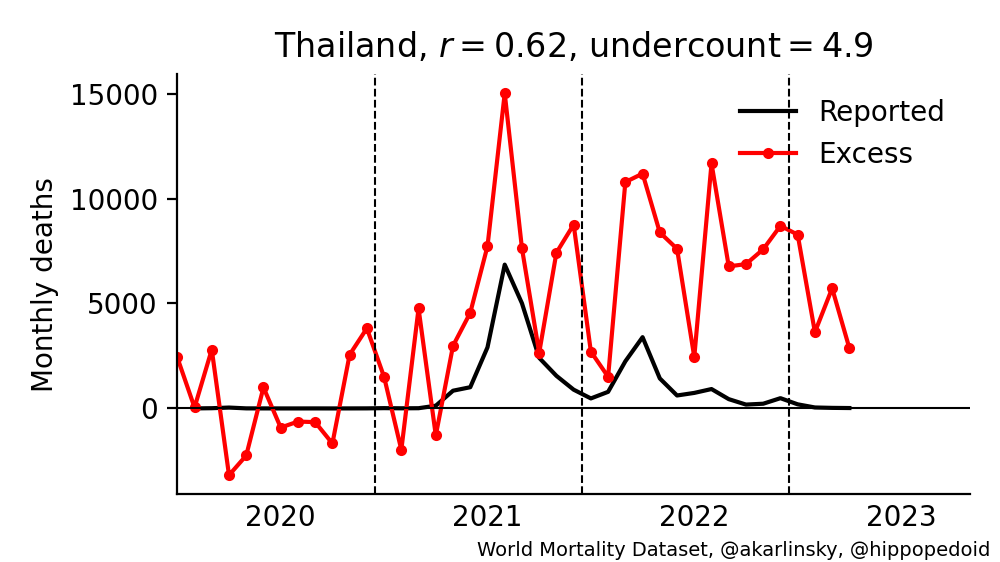 Thailand, r = 0.62, undercount = 4.9
Monthly deaths
15000
10000
5000
0
Reported
Excess
2020 2021 2022 2023
World Mortality Dataset, @akarlinsky, @hippopedoid